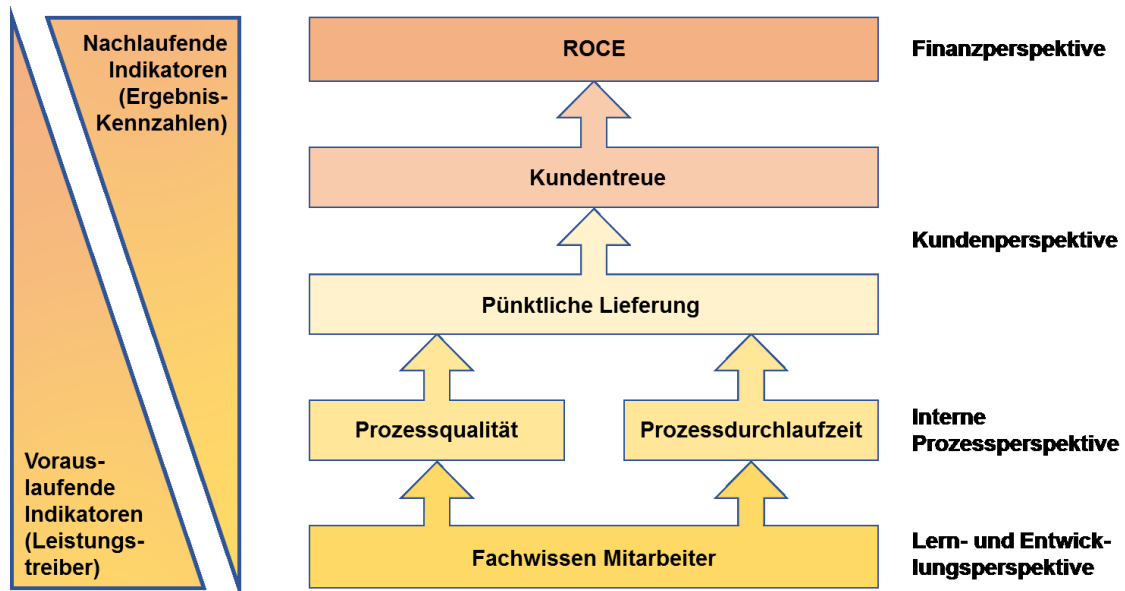 Nachlaufende
Indikatoren
(Ergebnis-
Kennzahlen)
ROCE
Finanzperspektive
Kundentreue
Kundenperspektive
Pünktliche Lieferung
Prozessqualität
Prozessdurchlaufzeit
Interne
Prozessperspektive
Voraus-
laufende
Indikatoren
(Leistungs-
treiber)
Fachwissen Mitarbeiter
Lern- und Entwick-
lungsperspektive